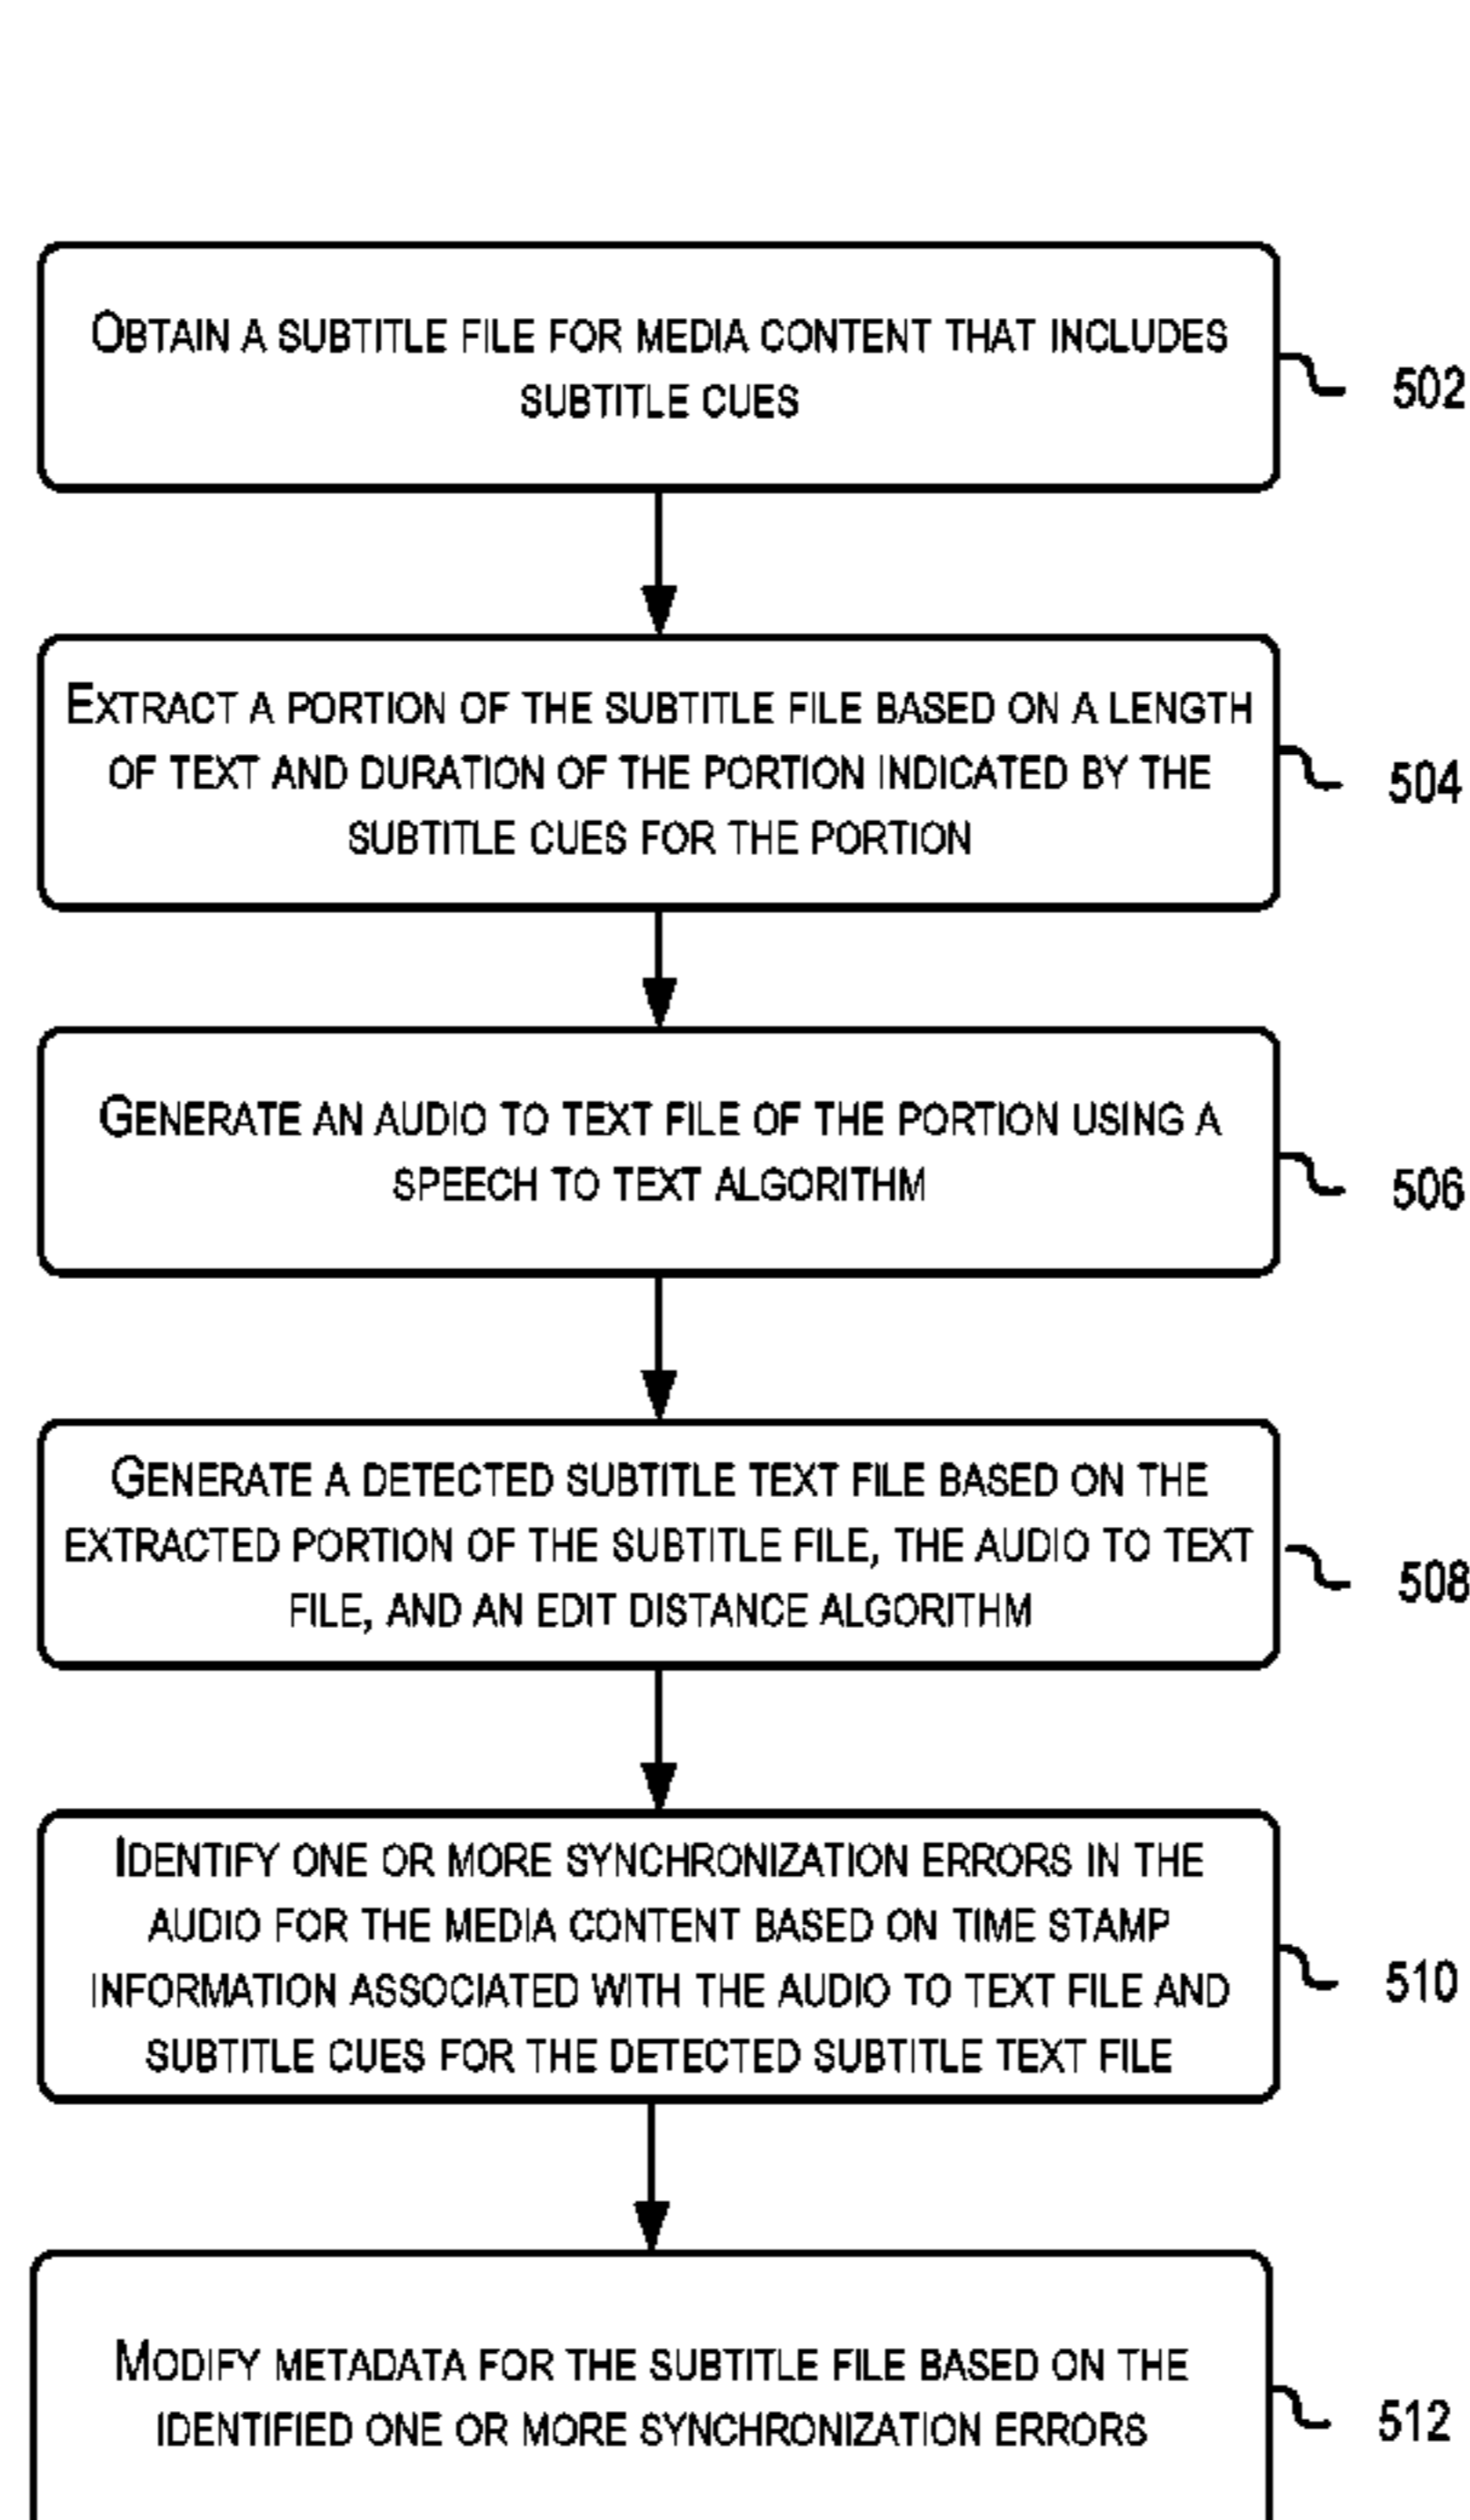 OBTAIN A SUBTITLE FILE FOR MEDIA CONTENT THAT INCLUDES
SUBTITLE CUES
502
EXTRACT A PORTION OF THE SUBTITLE FILE BASED ON A LENGTH
OF TEXT AND DURATION OF THE PORTION INDICATED BY THE
SUBTITLE CUES FOR THE PORTION
504
GENERATE AN AUDIO TO TEXT FILE OF THE PORTION USING A
SPEECH TO TEXT ALGORITHM
506
GENERATE A DETECTED SUBTITLE TEXT FILE BASED ON THE
EXTRACTED PORTION OF THE SUBTITLE FILE, THE AUDIO TO TEXT
FILE, AND AN EDIT DISTANCE ALGORITHM
508
IDENTIFY ONE OR MORE SYNCHRONIZATION ERRORS IN THE
AUDIO FOR THE MEDIA CONTENT BASED ON TIME STAMP
INFORMATION ASSOCIATED WITH THE AUDIO TO TEXT FILE AND
SUBTITLE CUES FOR THE DETECTED SUBTITLE TEXT FILE
510
MODIFY METADATA FOR THE SUBTITLE FILE BASED ON THE
IDENTIFIED ONE OR MORE SYNCHRONIZATION ERRORS
512